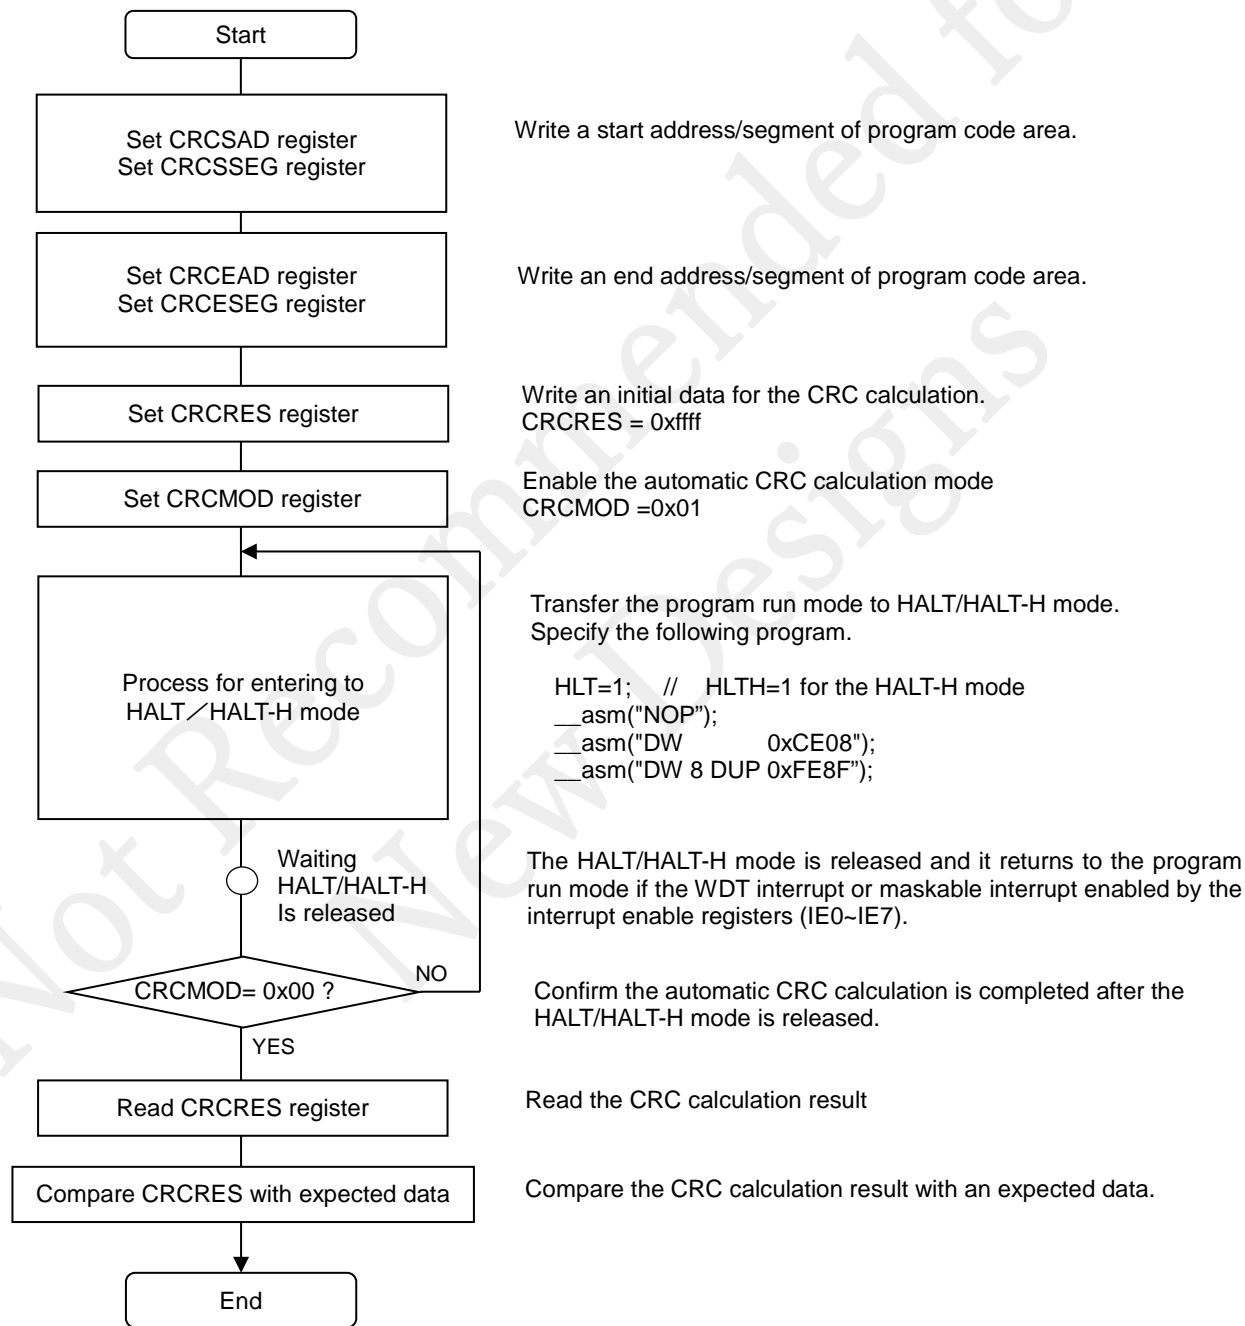 Start
Set CRCSAD register
Set CRCSSEG register
Write a start address/segment of program code area.
Set CRCEAD register
Set CRCESEG register
Write an end address/segment of program code area.
Set CRCRES register
Write an initial data for the CRC calculation.
CRCRES = 0xffff
Set CRCMOD register
Enable the automatic CRC calculation mode
CRCMOD =0x01
Process for entering to
HALT／HALT-H mode
Transfer the program run mode to HALT/HALT-H mode.
Specify the following program.
HLT=1; // HLTH=1 for the HALT-H mode
__asm("NOP”);
__asm("DW 0xCE08");
__asm("DW 8 DUP 0xFE8F”);
Waiting
HALT/HALT-H
Is released
The HALT/HALT-H mode is released and it returns to the program
run mode if the WDT interrupt or maskable interrupt enabled by the
interrupt enable registers (IE0~IE7).
CRCMOD= 0x00 ?
NO
YES
Confirm the automatic CRC calculation is completed after the
HALT/HALT-H mode is released.
Read CRCRES register
Read the CRC calculation result
Compare CRCRES with expected data
Compare the CRC calculation result with an expected data.
End
Not Recommended fo
New Designs